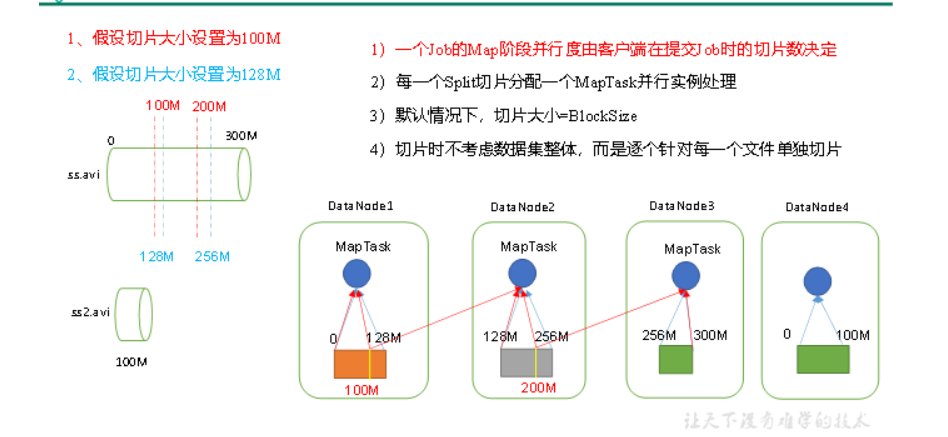 1、假设切片大小设置为100M
2、假设切片大小设置为128M
1）一个Job的Map阶段并行度由客户端在提交Job时的切片数决定
2）每一个Split切片分配一个MapTask并行实例处理
3）默认情况下，切片大小=BlockSize
4）切片时不考虑数据集整体，而是逐个针对每一个文件单独切片
100M 200M
0 300M
ss.avi
128M 256M
ss2.avi
100M
DataNode1 DataNode2 DataNode3 DataNode4
MapTask MapTask MapTask
0 128M 128M 256M 256M 300M 0 100M
100M 200M
让天下没有难学的技术